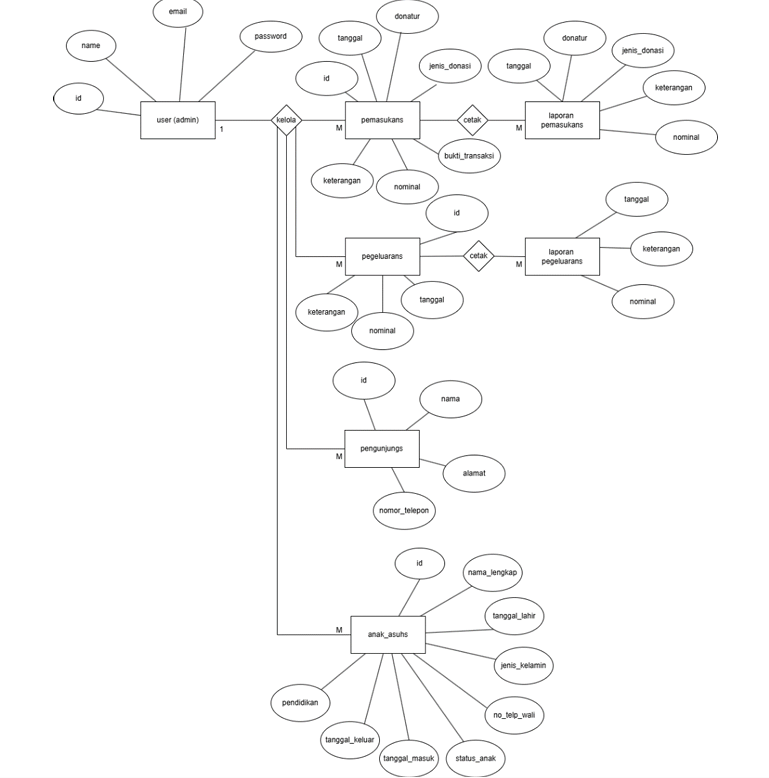 email
donatur
name
password
tanggal
donatur
jenis_donasi
id
id
jenis_donasi
tanggal
keterangan
user (admin)
1
kelola
M
pemasukans
cetak
M
laporan
pemasukans
nominal
bukti_transaksi
keterangan
nominal
id
tanggal
M
pegeluarans
cetak
M
laporan
pegeluarans
keterangan
keterangan
nominal
tanggal
nominal
id
nama
M
pengunjungs
alamat
nomor_telepon
id
nama_lengkap
tanggal_lahir
M
anak_asuhs
jenis_kelamin
pendidikan
no_telp_wali
tanggal_keluar
tanggal_masuk
status_anak